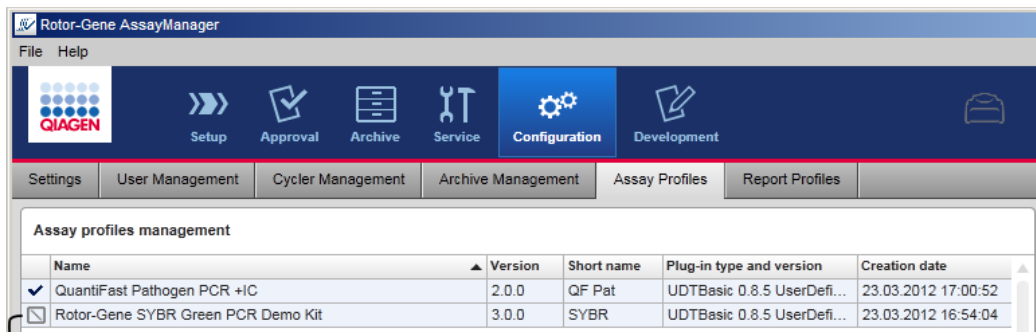 Rotor-Gene AssayManager
File Help
QIAGEN
Setup Approval Archive Service Configuration Development
Settings User Management Cycler Management Archive Management Assay Profiles Report Profiles
Assay profiles management
Name Version Short name Plug-in type and version Creation date
QuantiFast Pathogen PCR +IC 2.0.0 QF Pat UDTBasic 0.8.5 UserDefi... 23.03.2012 17:00:52
Rotor-Gene SYBR Green PCR Demo Kit 3.0.0 SYBR UDTBasic 0.8.5 UserDefi... 23.03.2012 16:54:04